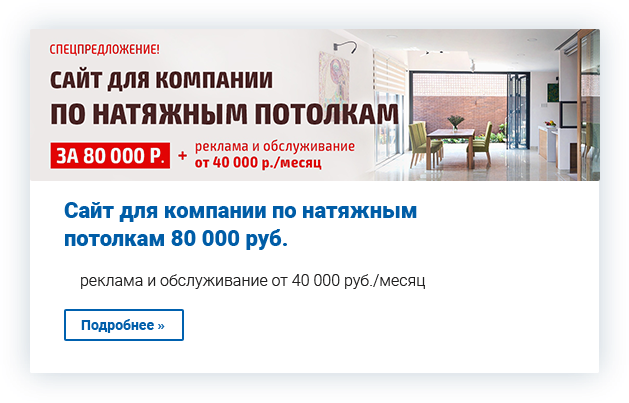 СПЕЦПРЕДЛОЖЕНИЕ!
САЙТ ДЛЯ КОМПАНИИ
ПО НАТЯЖНЫМ ПОТОЛКАМ
ЗА 80 000 Р. + реклама и обслуживание
от 40 000 р./месяц
Сайт для компании по натяжным
потолкам 80 000 руб.
реклама и обслуживание от 40 000 руб./месяц
Подробнее »